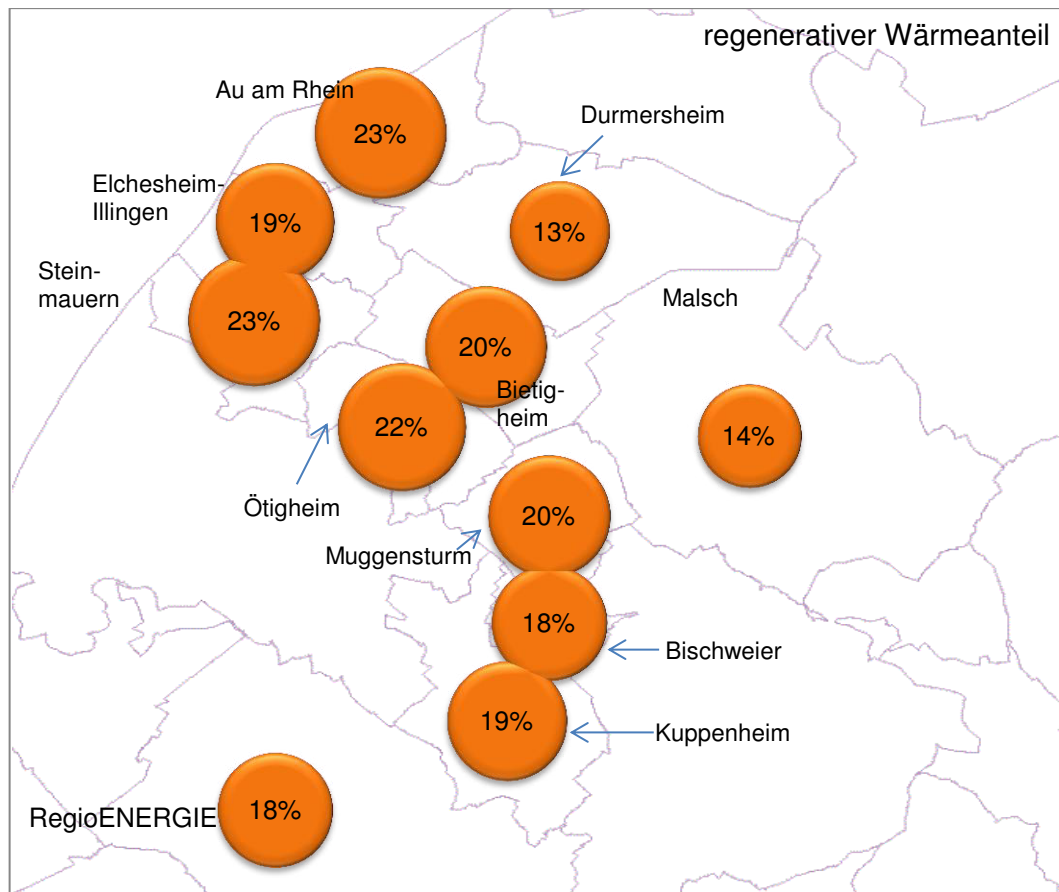 regenerativer Wärmeanteil
Au am Rhein
23%
Durmersheim
Elchesheim-
Illingen
19%
13%
Stein-
mauern
23%
Malsch
20%
Bietig-
heim
22%
14%
Ötigheim
20%
Muggensturm
18%
Bischweier
19%
Kuppenheim
RegioENERGIE
18%